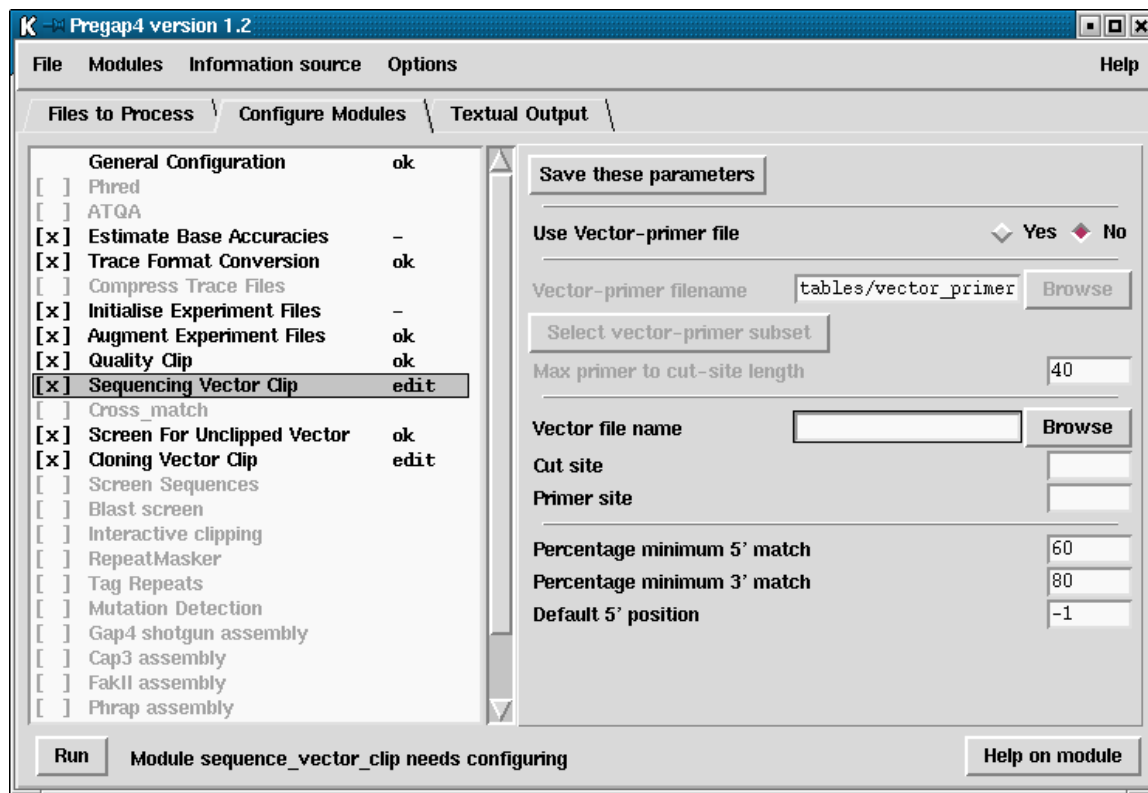 K Pregap4 version 1.2
File Modules Information source Options Help
Files to Process Configure Modules Textual Output
General Configuration ok
[ ] Phred
[ ] ATQA
[x] Estimate Base Accuracies -
[x] Trace Format Conversion ok
[ ] Compress Trace Files
[x] Initialise Experiment Files -
[x] Augment Experiment Files ok
[x] Quality Clip ok
[x] Sequencing Vector Clip edit
[ ] Cross_match
[x] Screen For Unclipped Vector ok
[x] Cloning Vector Clip edit
[ ] Screen Sequences
[ ] Blast screen
[ ] Interactive clipping
[ ] RepeatMasker
[ ] Tag Repeats
[ ] Mutation Detection
[ ] Gap4 shotgun assembly
[ ] Cap3 assembly
[ ] FakII assembly
[ ] Phrap assembly
Save these parameters
Use Vector-primer file Yes No
Vector-primer filename tables/vector_primer Browse
Select vector-primer subset
Max primer to cut-site length 40
Vector file name Browse
Cut site
Primer site
Percentage minimum 5' match 60
Percentage minimum 3' match 80
Default 5' position -1
Run Module sequence_vector_clip needs configuring Help on module